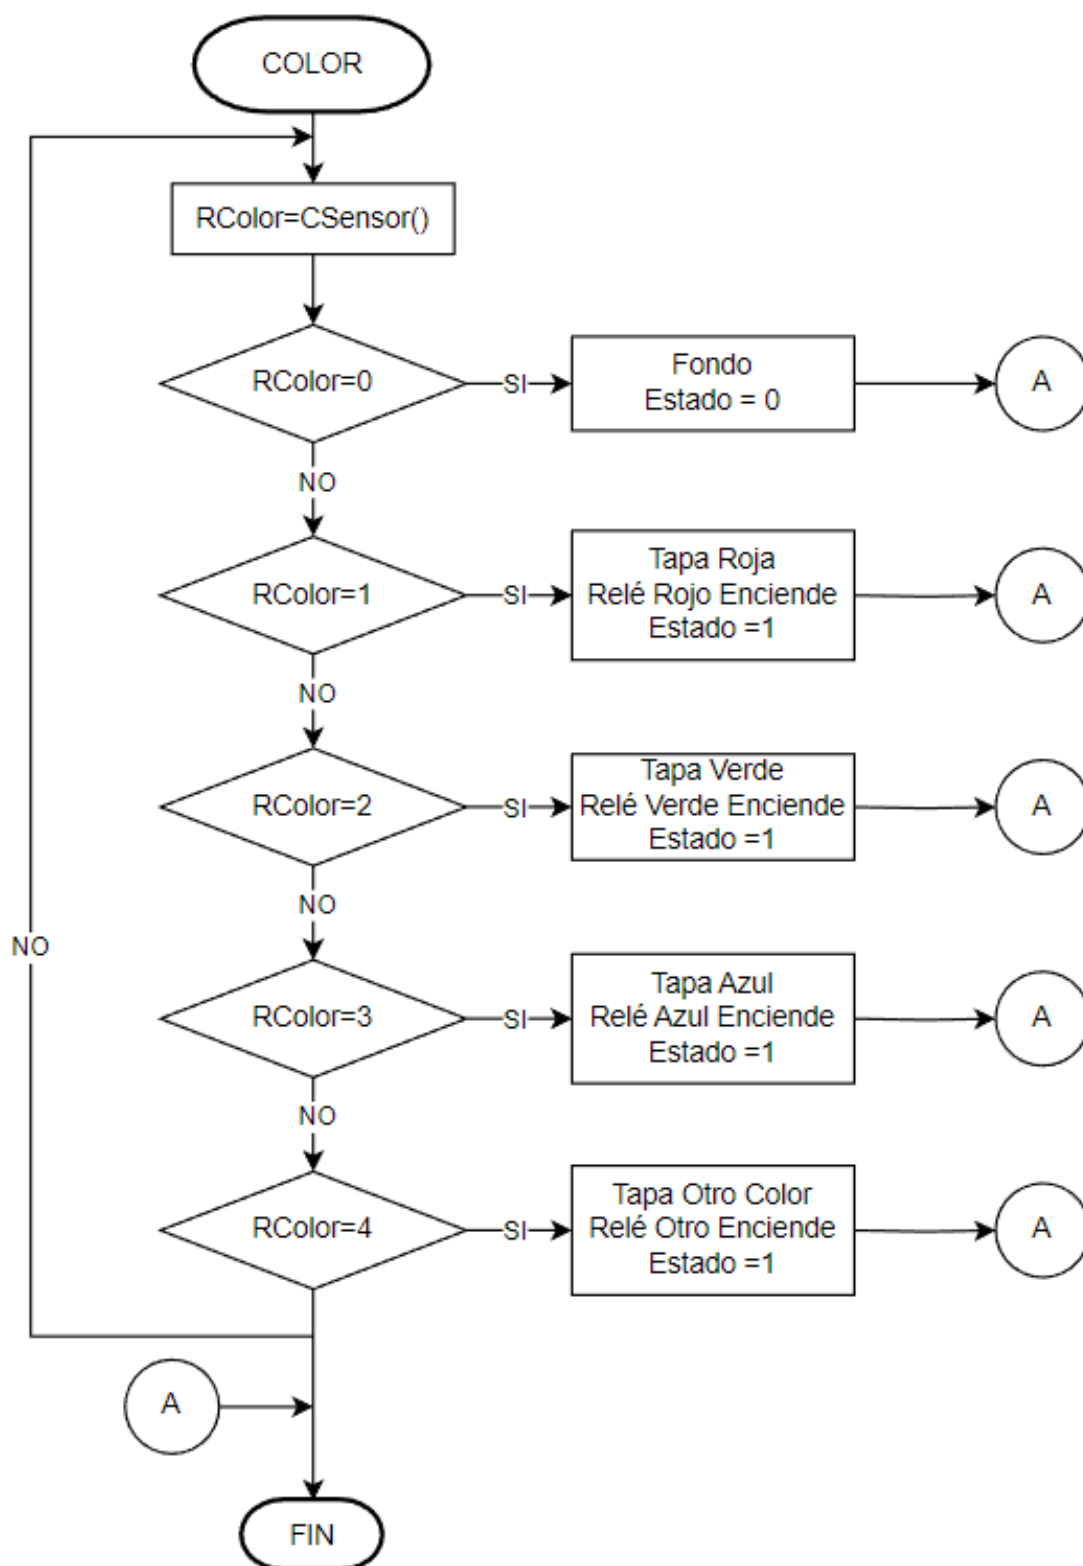 COLOR
RColor=CSensor()
RColor=0
SI
Fondo
Estado = 0
A
NO
RColor=1
SI
Tapa Roja
Relé Rojo Enciende
Estado =1
A
NO
RColor=2
SI
Tapa Verde
Relé Verde Enciende
Estado =1
A
NO
NO
RColor=3
SI
Tapa Azul
Relé Azul Enciende
Estado =1
A
NO
RColor=4
SI
Tapa Otro Color
Relé Otro Enciende
Estado =1
A
A
FIN